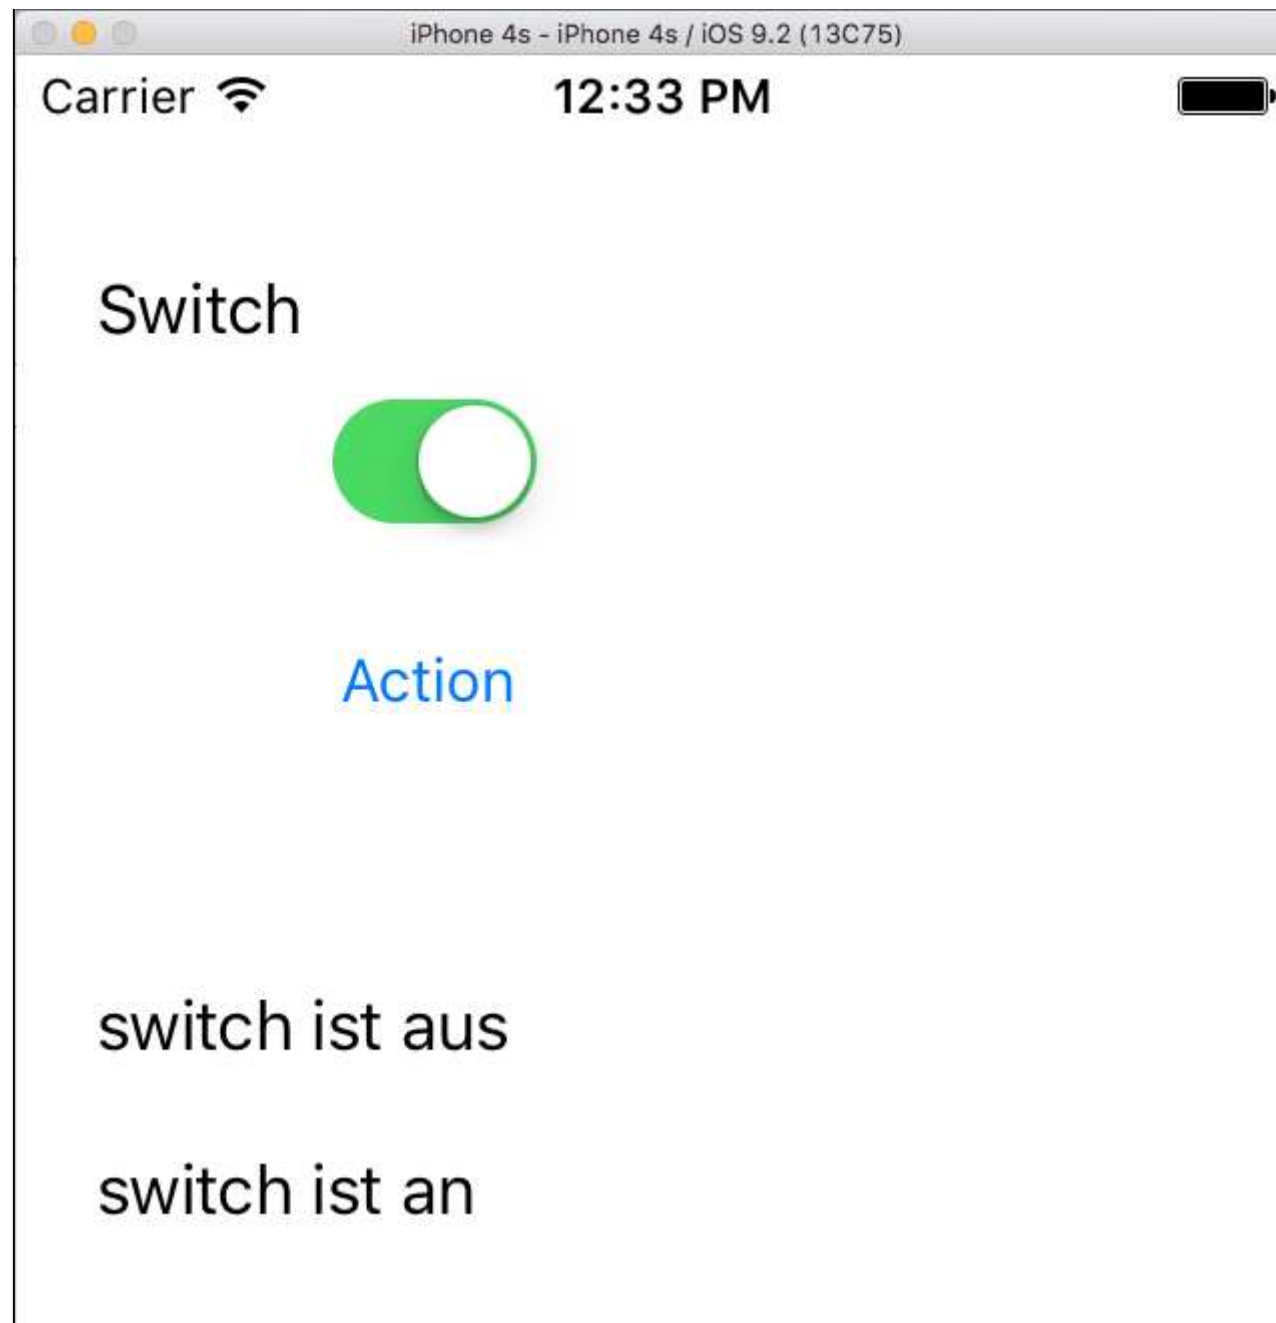 iPhone 4s - iPhone 4s / iOS 9.2 (13C75)
Carrier 12:33 PM
Switch
Action
switch ist aus
switch ist an